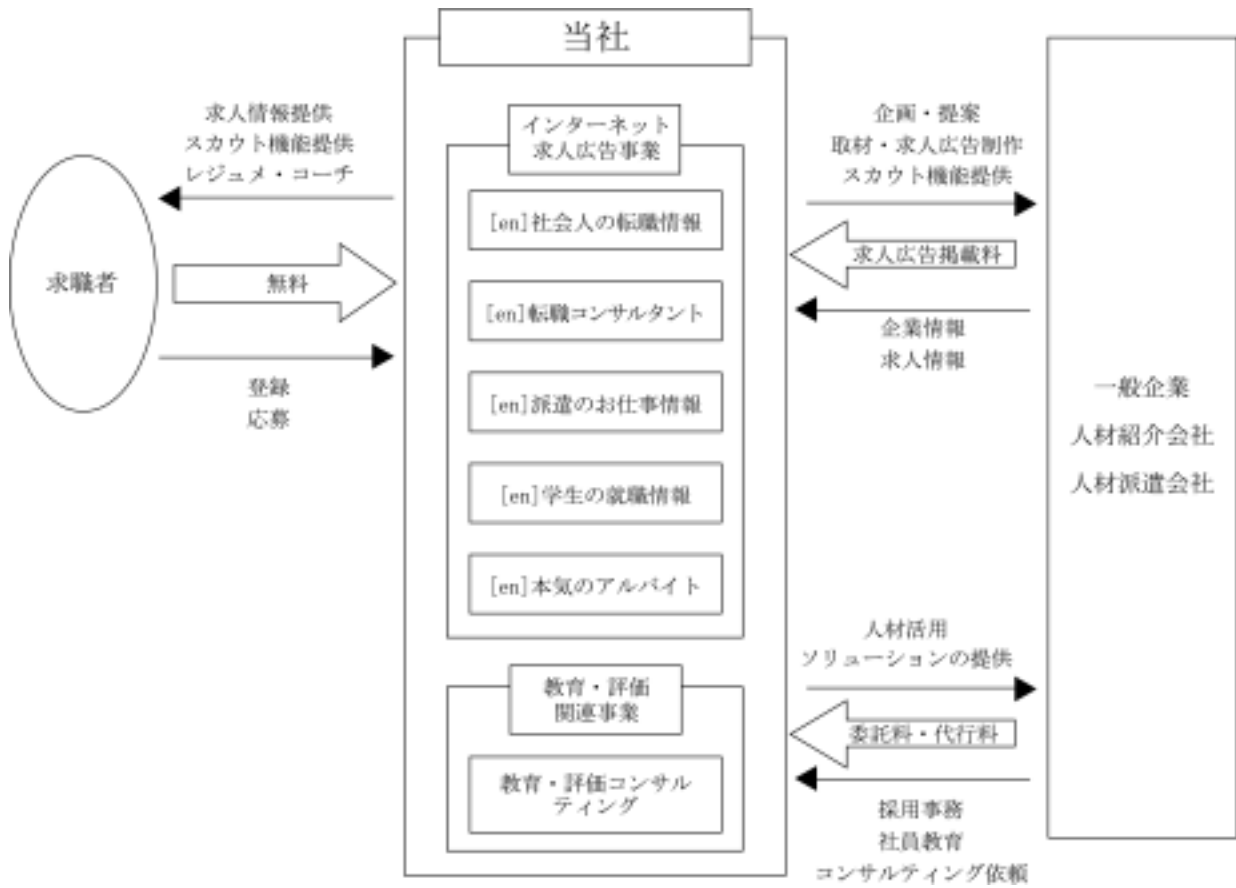 当社
求人情報提供
スカウト機能提供
レジュメ・コーチ
求職者
無料
登録
応募
インターネット
求人広告事業
[en]社会人の転職情報
[en]転職コンサルタント
[en]派遣のお仕事情報
[en]学生の就職情報
[en]本気のアルバイト
教育・評価
関連事業
教育・評価コンサル
ティング
企画・提案
取材・求人広告制作
スカウト機能提供
求人広告掲載料
企業情報
求人情報
人材活用
ソリューションの提供
委託料・代行料
採用事務
社員教育
コンサルティング依頼
一般企業
人材紹介会社
人材派遣会社